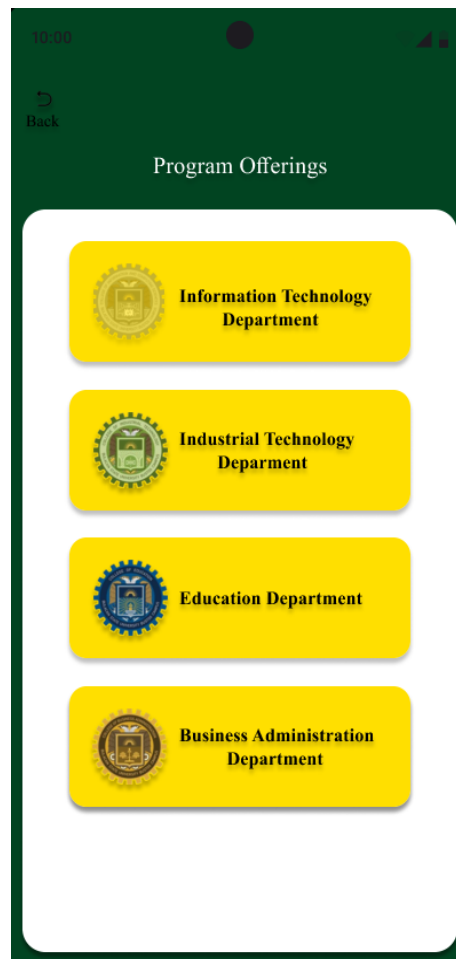 10:00
Back
Program Offerings
Information Technology
Department
Industrial Technology
Deparment
Education Department
Business Administration
Department